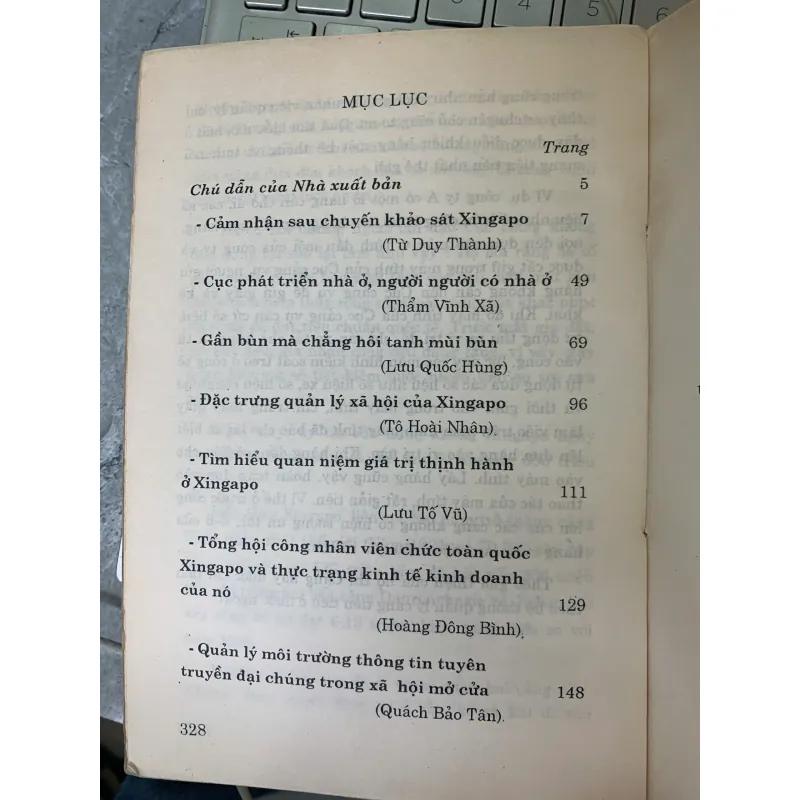 4
5
6
MỤC LỤC
Trang
Chú dẫn của Nhà xuất bản 5
- Cảm nhận sau chuyến khảo sát Xingapo 7
(Từ Duy Thành)
- Cục phát triển nhà ở, người người có nhà ở 49
(Thẩm Vĩnh Xã)
- Gần bùn mà chẳng hôi tanh mùi bùn 69
(Lưu Quốc Hùng)
- Đặc trưng quản lý xã hội của Xingapo 96
(Tô Hoài Nhân).
- Tìm hiểu quan niệm giá trị thịnh hành
ở Xingapo 111
(Lưu Tố Vũ)
- Tổng hội công nhân viên chức toàn quốc
Xingapo và thực trạng kinh tế kinh doanh
của nó 129
(Hoàng Đông Bình).
- Quản lý môi trường thông tin tuyên
truyền đại chúng trong xã hội mở cửa 148
(Quách Bảo Tân).
328